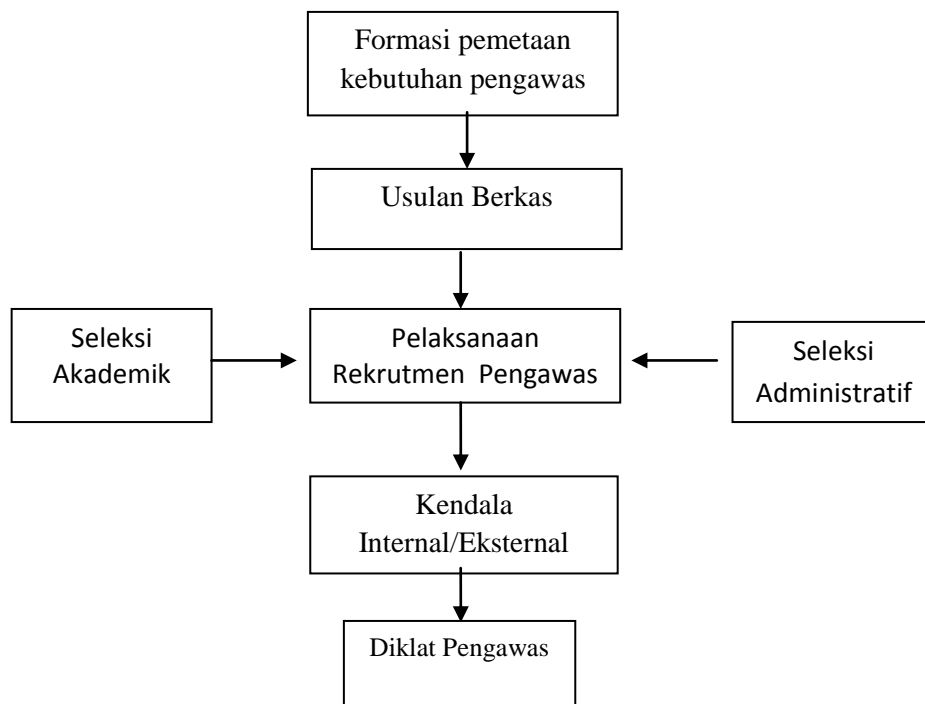 Formasi pemetaan
kebutuhan pengawas
Usulan Berkas
Seleksi
Akademik
Pelaksanaan
Rekrutmen Pengawas
Seleksi
Administratif
Kendala
Internal/Eksternal
Diklat Pengawas